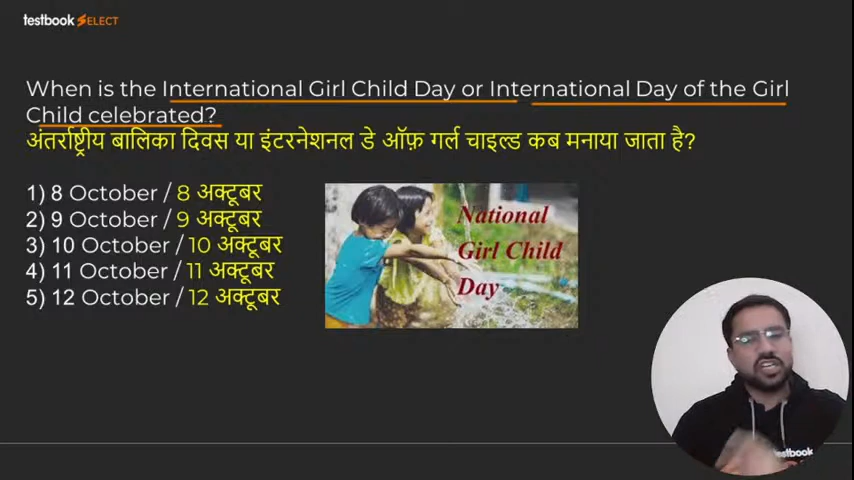 testbook SELECT
When is the International Girl Child Day or International Day of the Girl
Child celebrated?
अंतर्राष्ट्रीय बालिका दिवस या इंटरनेशनल डे ऑफ़ गर्ल चाइल्ड कब मनाया जाता है?
1) 8 October / 8 अक्टूबर
2) 9 October / 9 अक्टूबर
3) 10 October / 10 अक्टूबर
4) 11 October / 11 अक्टूबर
5) 12 October / 12 अक्टूबर
National
Girl Child
Day
testbook